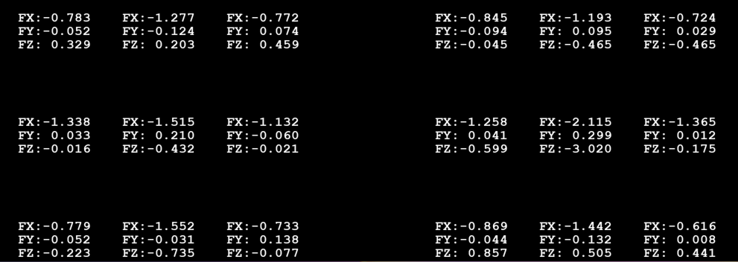 FX:-0.783 FX:-1.277 FX:-0.772 FX:-0.845 FX:-1.193 FX:-0.724
FY:-0.052 FY:-0.124 FY: 0.074 FY:-0.094 FY: 0.095 FY: 0.029
FZ: 0.329 FZ: 0.203 FZ: 0.459 FZ:-0.045 FZ:-0.465 FZ:-0.465
FX:-1.338 FX:-1.515 FX:-1.132 FX:-1.258 FX:-2.115 FX:-1.365
FY: 0.033 FY: 0.210 FY:-0.060 FY: 0.041 FY: 0.299 FY: 0.012
FZ:-0.016 FZ:-0.432 FZ:-0.021 FZ:-0.599 FZ:-3.020 FZ:-0.175
FX:-0.779 FX:-1.552 FX:-0.733 FX:-0.869 FX:-1.442 FX:-0.616
FY:-0.052 FY:-0.031 FY: 0.138 FY:-0.044 FY:-0.132 FY: 0.008
FZ:-0.223 FZ:-0.735 FZ:-0.077 FZ: 0.857 FZ: 0.505 FZ: 0.441